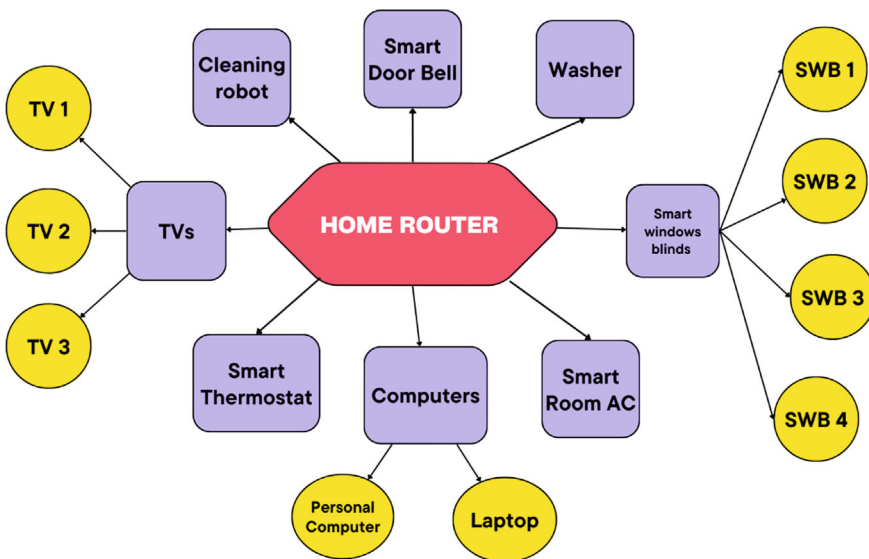 Cleaning
robot
Smart
Door Bell
Washer
SWB 1
TV 1
SWB 2
TV 2
TVs
HOME ROUTER
Smart
windows
blinds
SWB 3
TV 3
Smart
Thermostat
Computers
Smart
Room AC
SWB 4
Personal
Computer
Laptop